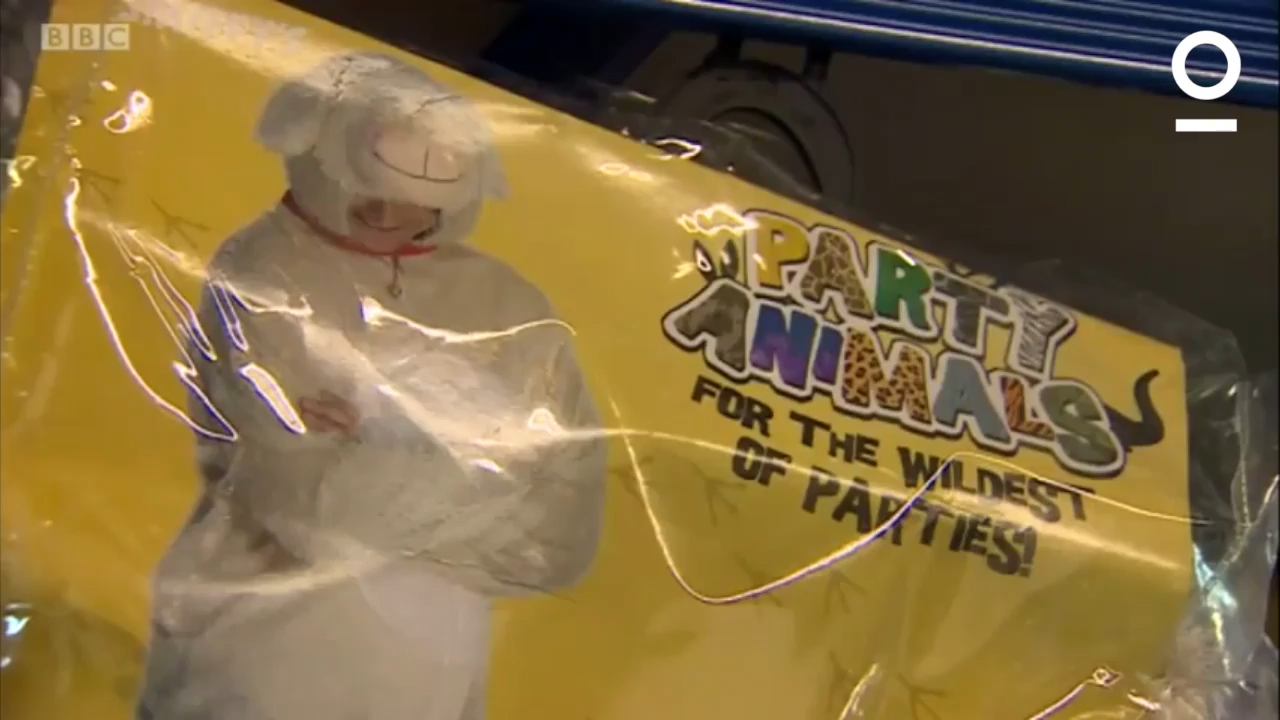 BBC
PARTY
ANIMALS
FOR THE WILDEST
OF PARTIES!